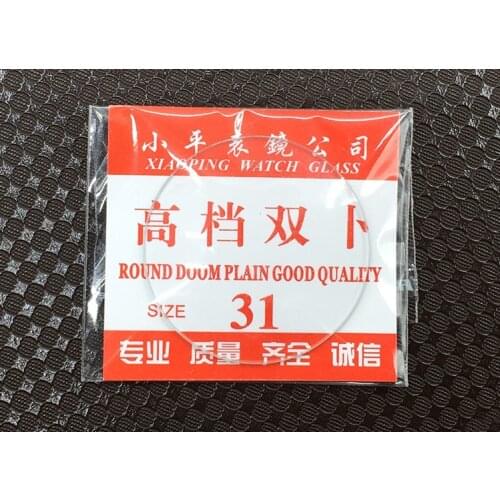 小平表鏡公司
XIAOPING WATCH GLASS
高档双卜
ROUND DOOM PLAIN GOOD QUALITY
SIZE 31
专业 质量 齐全 诚信